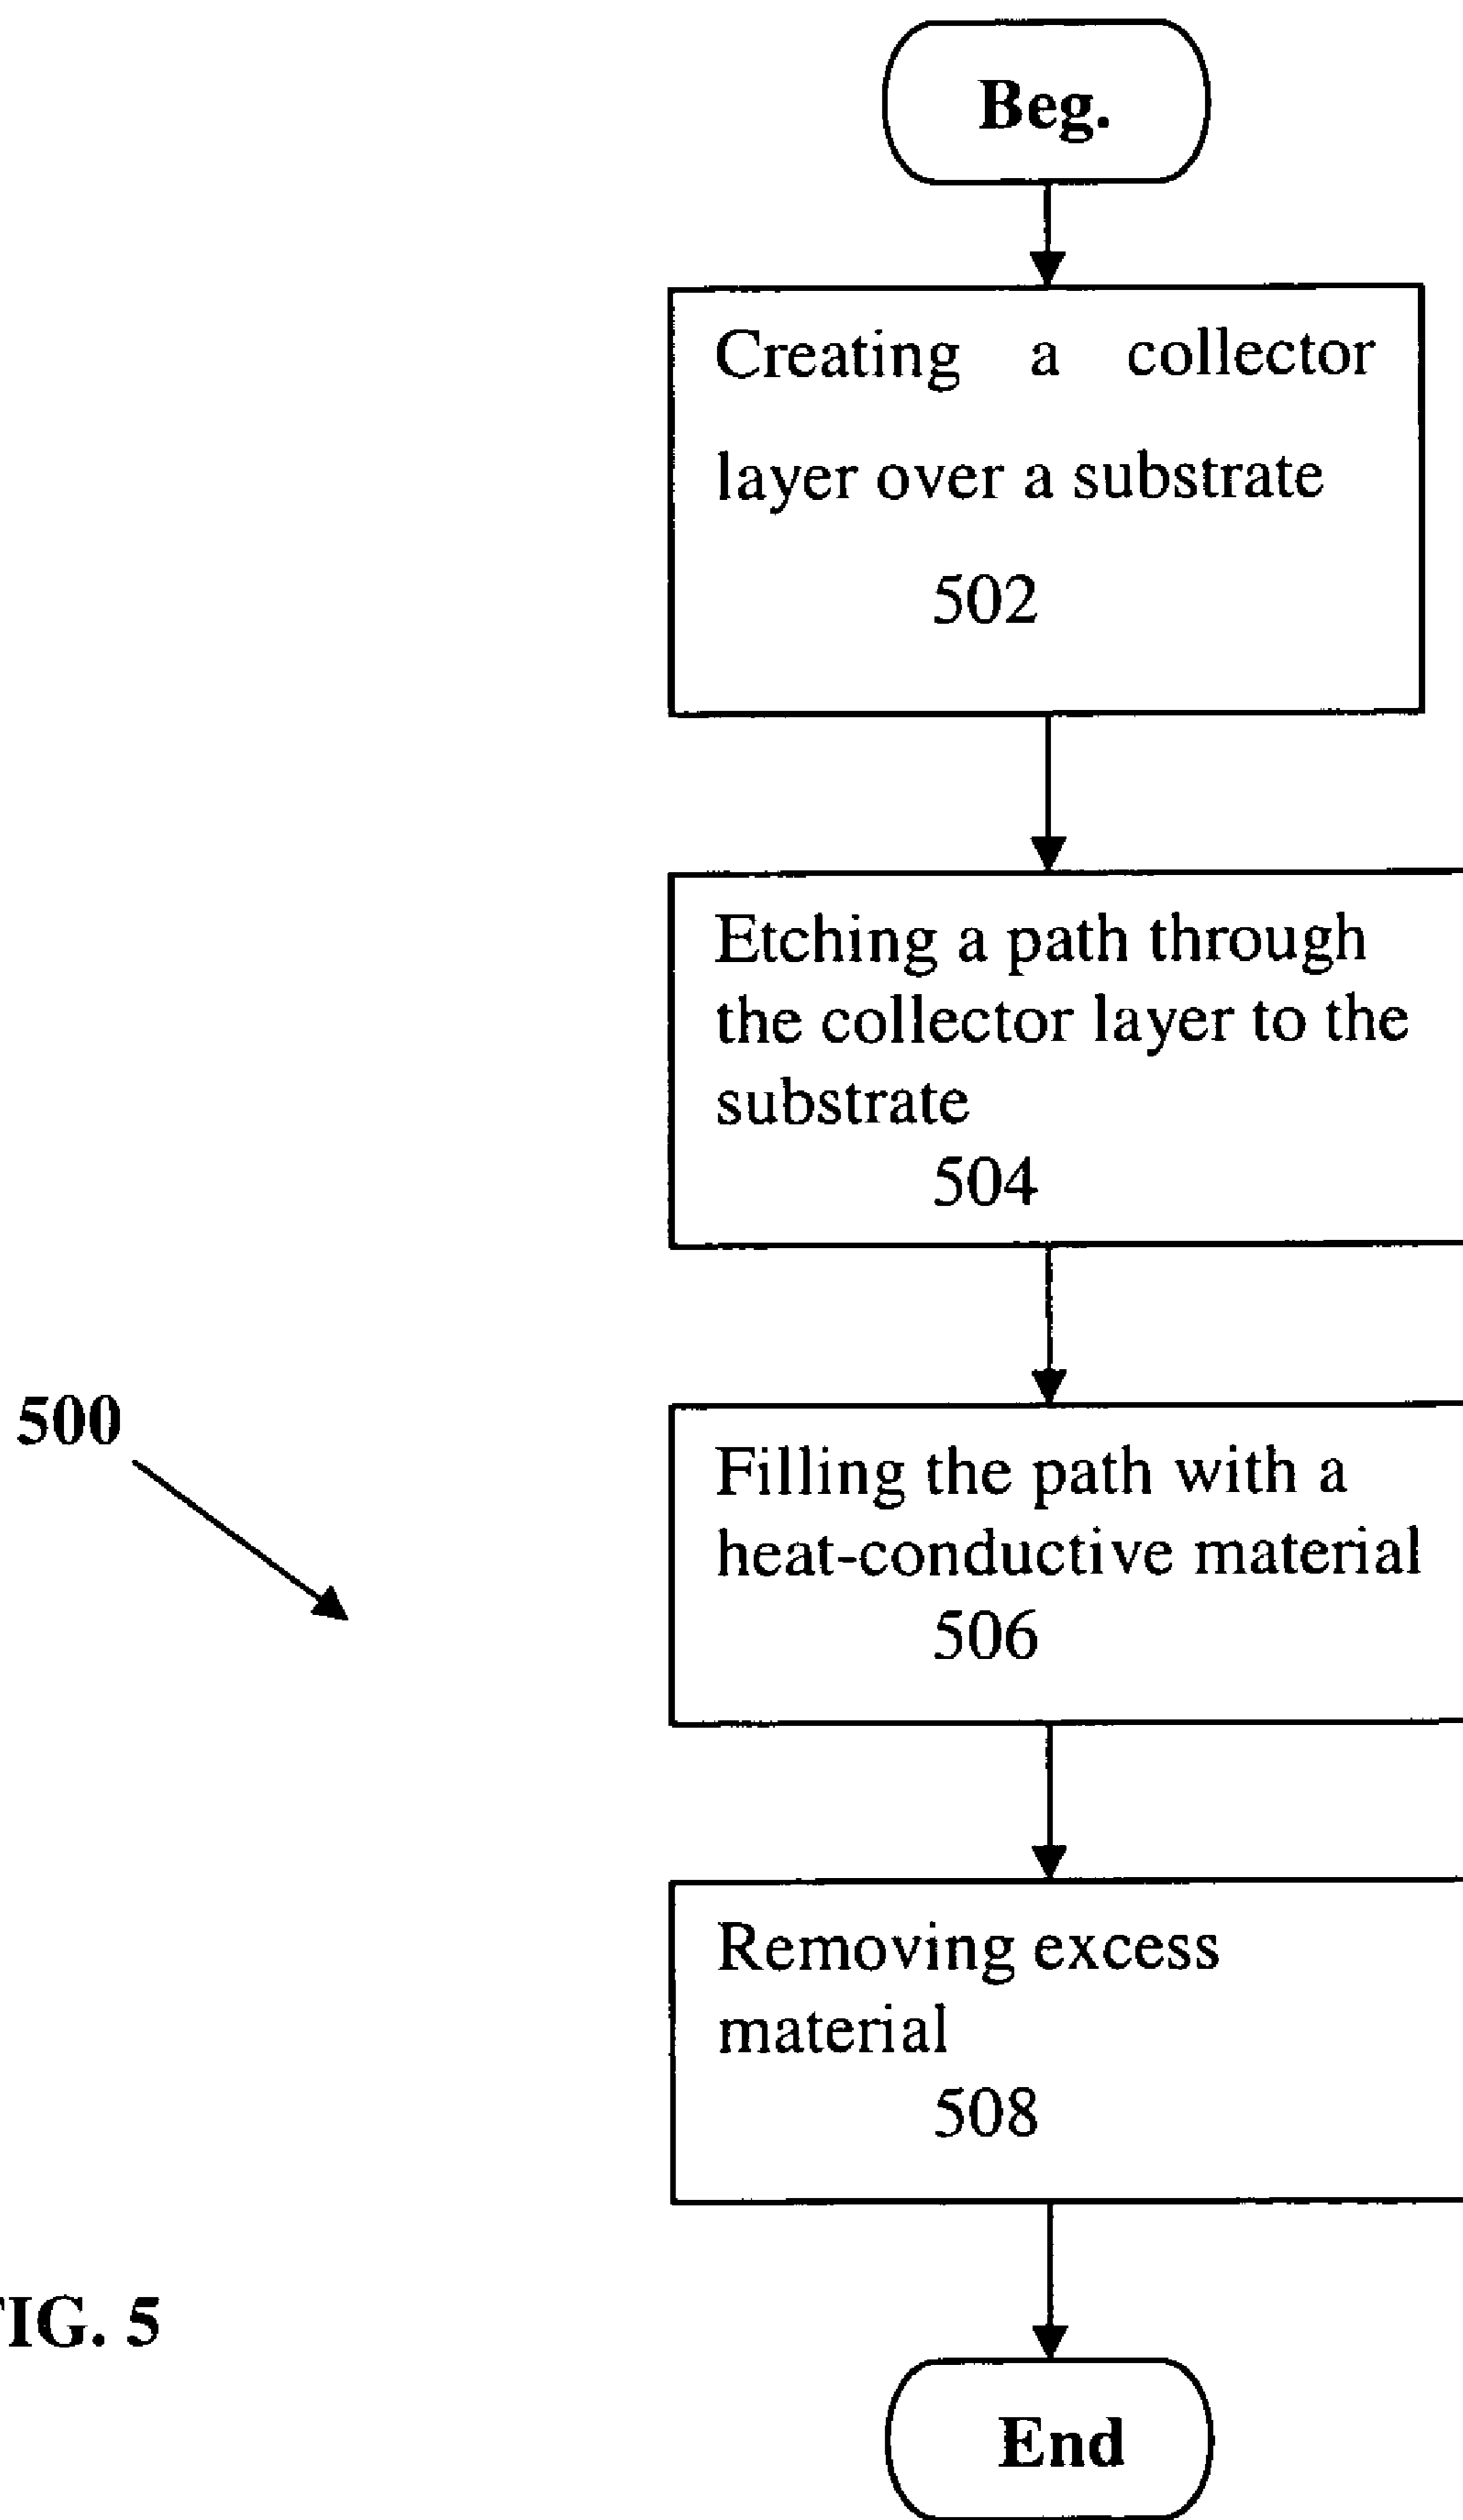 Beg.
Creating a collector
layer over a substrate
502
Etching a path through
the collector layer to the
substrate
504
500
Filling the path with a
heat-conductive material
506
Removing excess
material
508
IG. 5
End